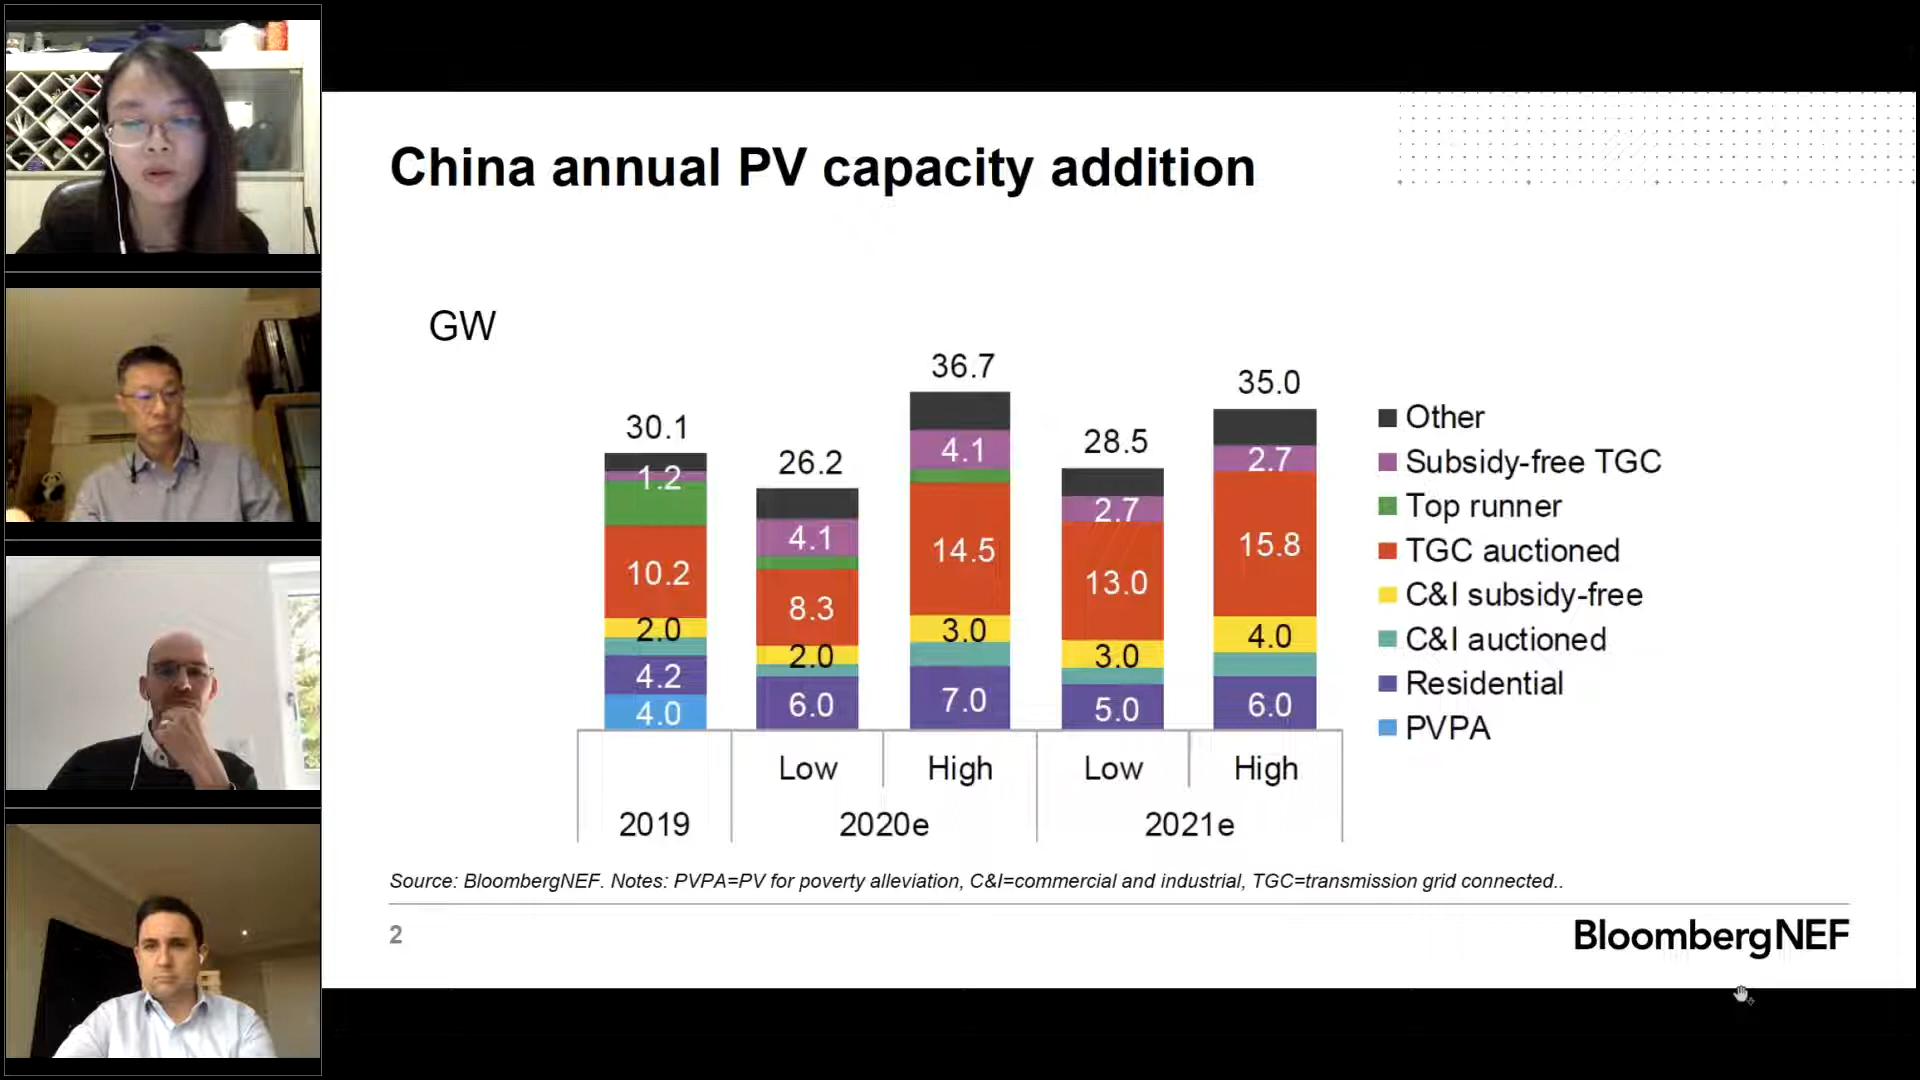 China annual PV capacity addition
GW
30.1
26.2
36.7
28.5
35.0
1.2
10.2
2.0
4.2
4.0
4.1
8.3
2.0
6.0
4.1
14.5
3.0
7.0
2.7
13.0
3.0
5.0
2.7
15.8
4.0
6.0
Other
Subsidy-free TGC
Top runner
TGC auctioned
C&I subsidy-free
C&I auctioned
Residential
PVPA
Low High Low High
2019 2020e 2021e
Source: BloombergNEF. Notes: PVPA=PV for poverty alleviation, C&I=commercial and industrial, TGC=transmission grid connected..
2
BloombergNEF